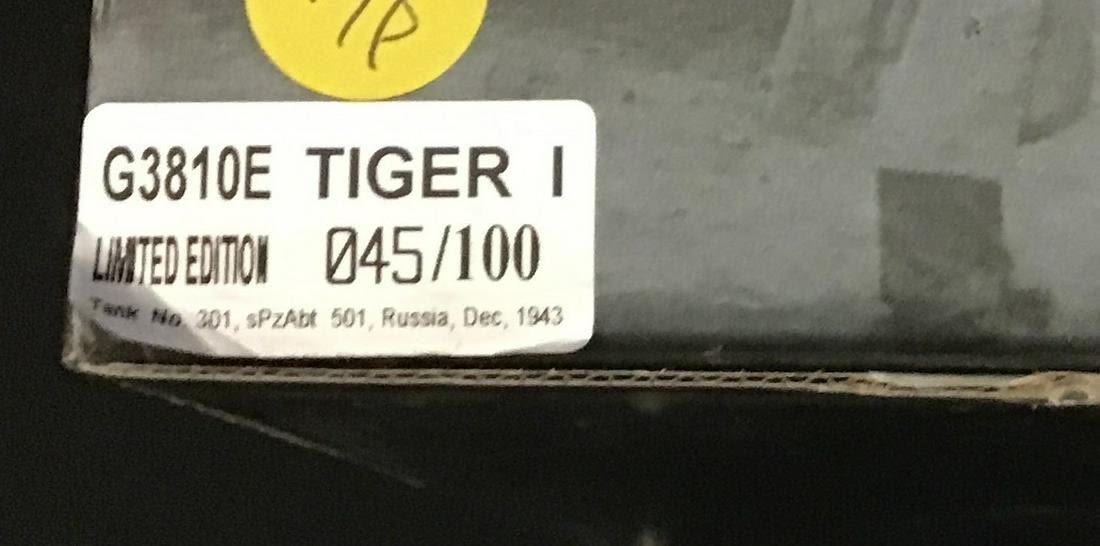 G3810E TIGER I
LIMITED EDITION 045/100
Tank No. 301, sPzAbt 501, Russia, Dec, 1943